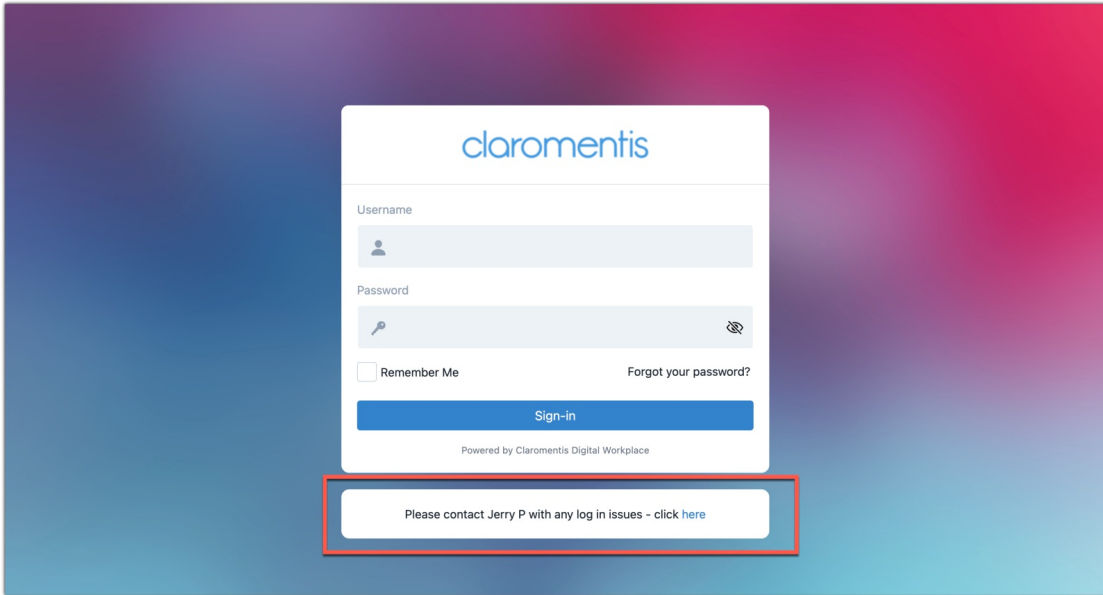 claromentis
Username
Password
Remember Me
Forgot your password?
Sign-in
Powered by Claromentis Digital Workplace
Please contact Jerry P with any log in issues - click here